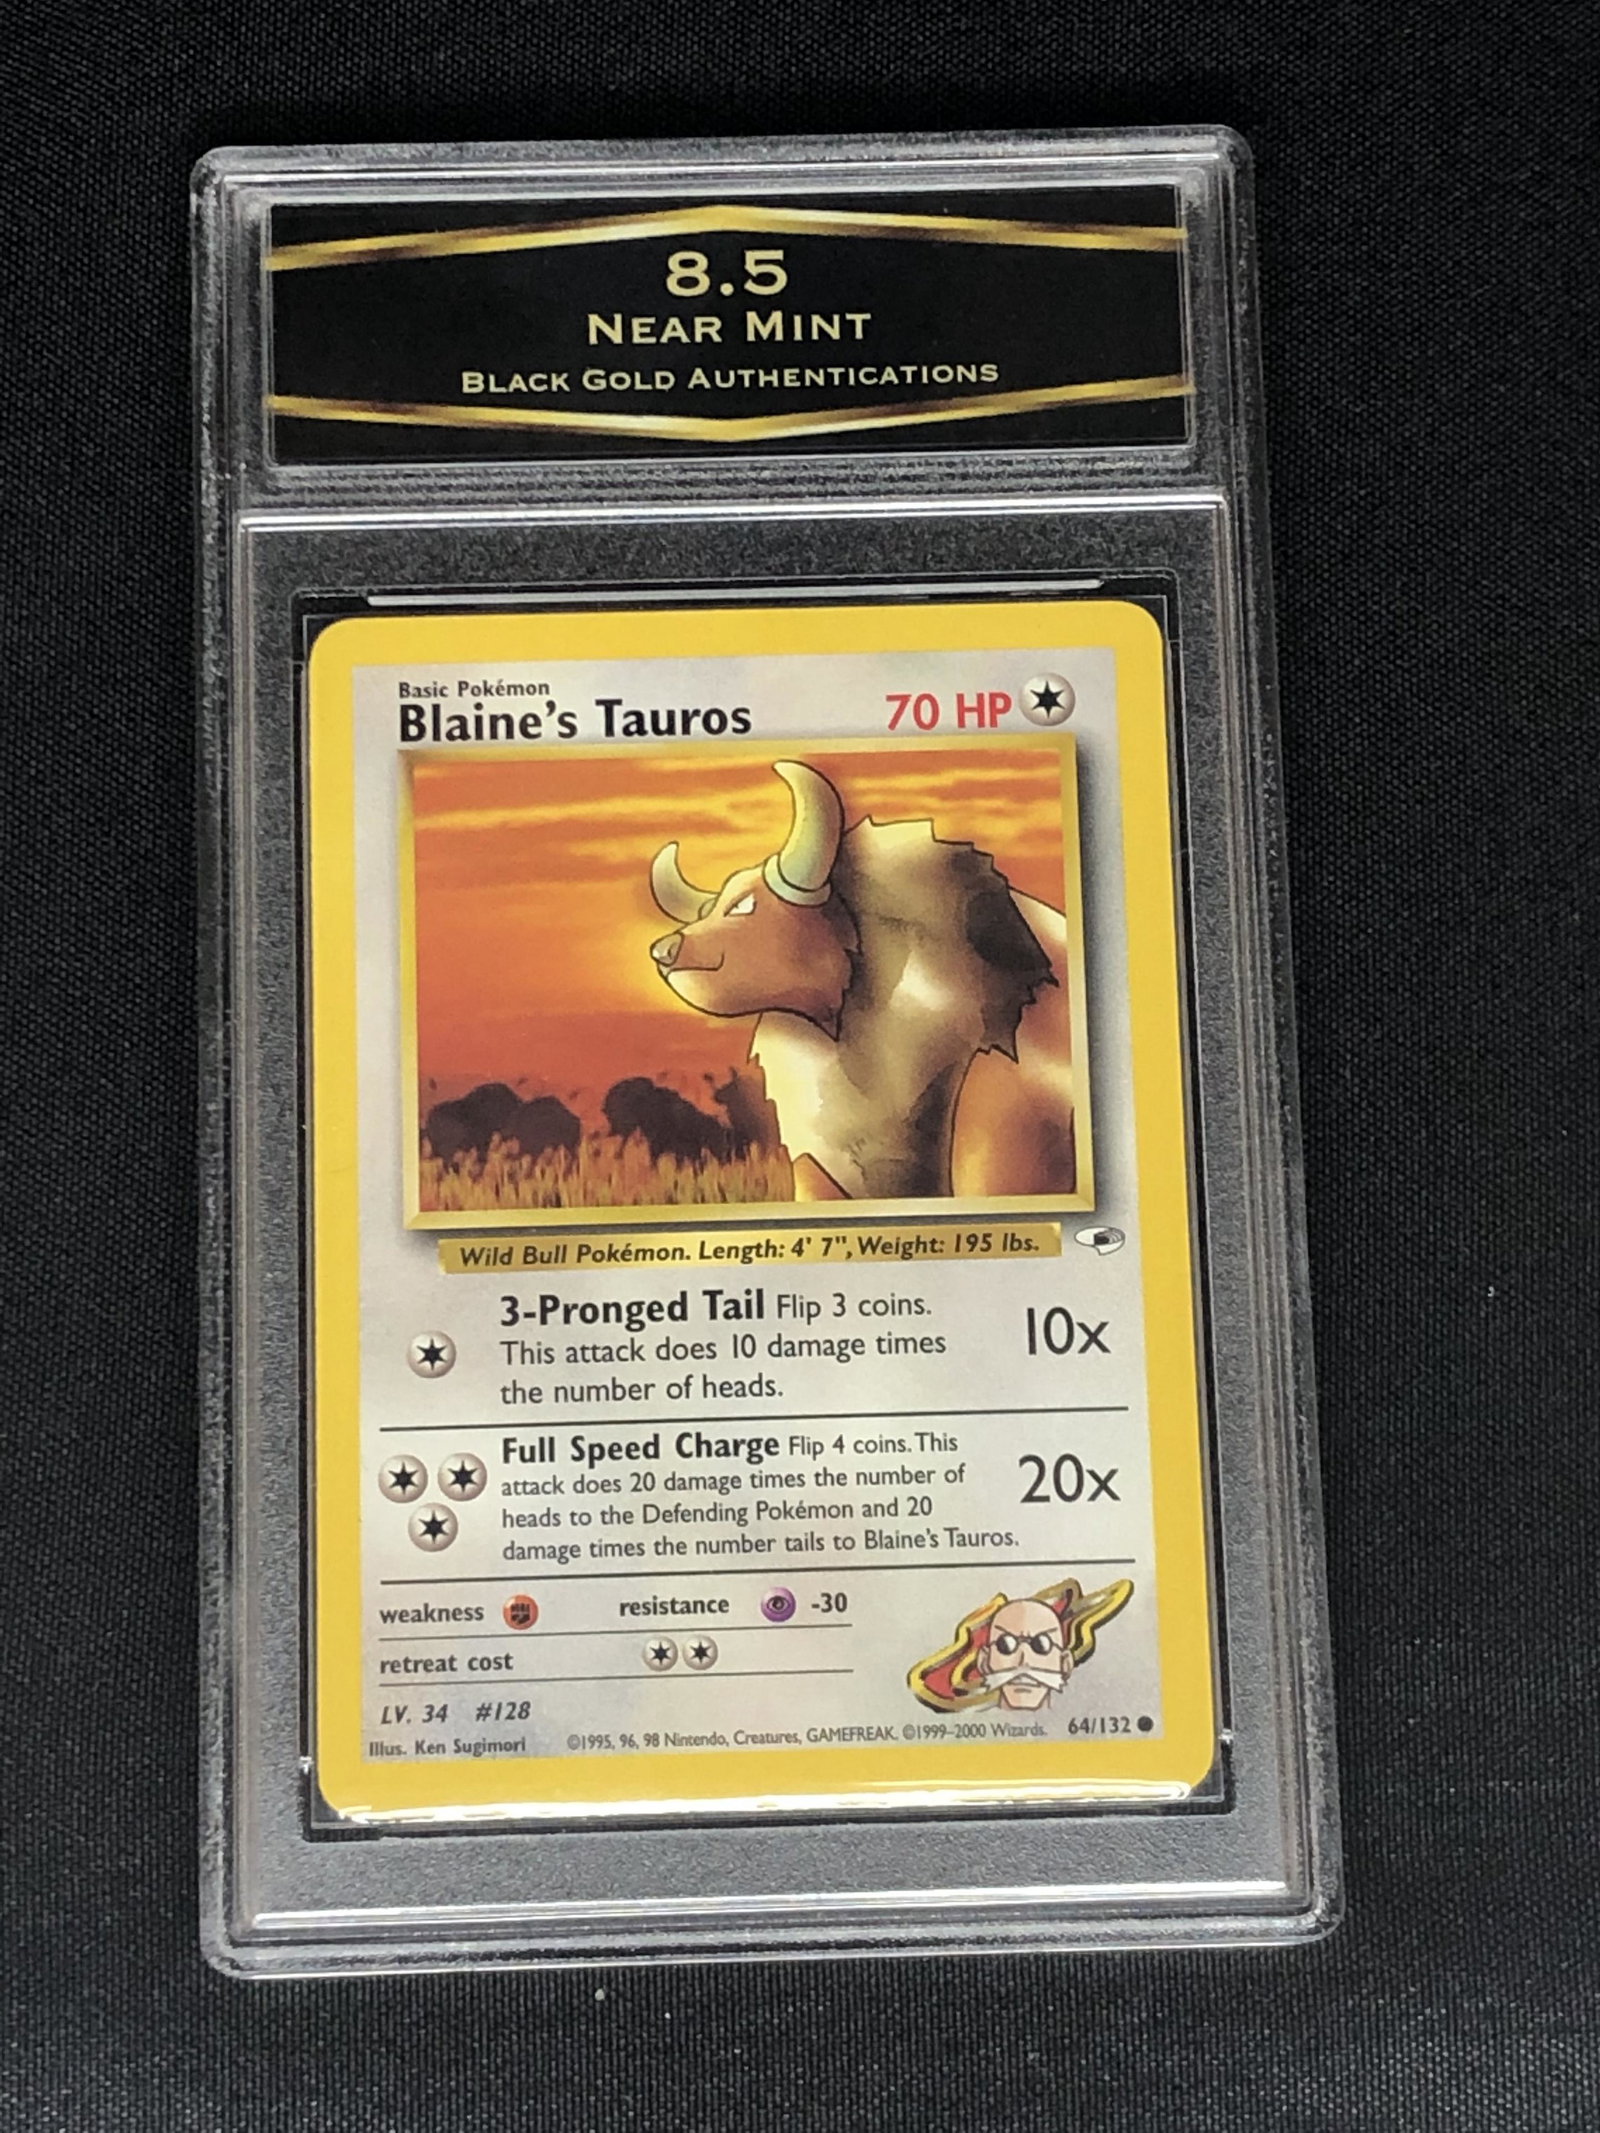 8.5
NEAR MINT
BLACK GOLD AUTHENTICATIONS
Basic Pokémon
Blaine's Tauros 70 HP
Wild Bull Pokémon. Length: 4' 7", Weight: 195 lbs.
3-Pronged Tail Flip 3 coins.
This attack does 10 damage times
the number of heads.
10x
Full Speed Charge Flip 4 coins. This
attack does 20 damage times the number of
heads to the Defending Pokémon and 20
damage times the number tails to Blaine's Tauros.
20x
weakness resistance -30
retreat cost
LV. 34 #128
Illus. Ken Sugimori ©1995, 96, 98 Nintendo, Creatures, GAMEFREAK. ©1999-2000 Wizards. 64/132